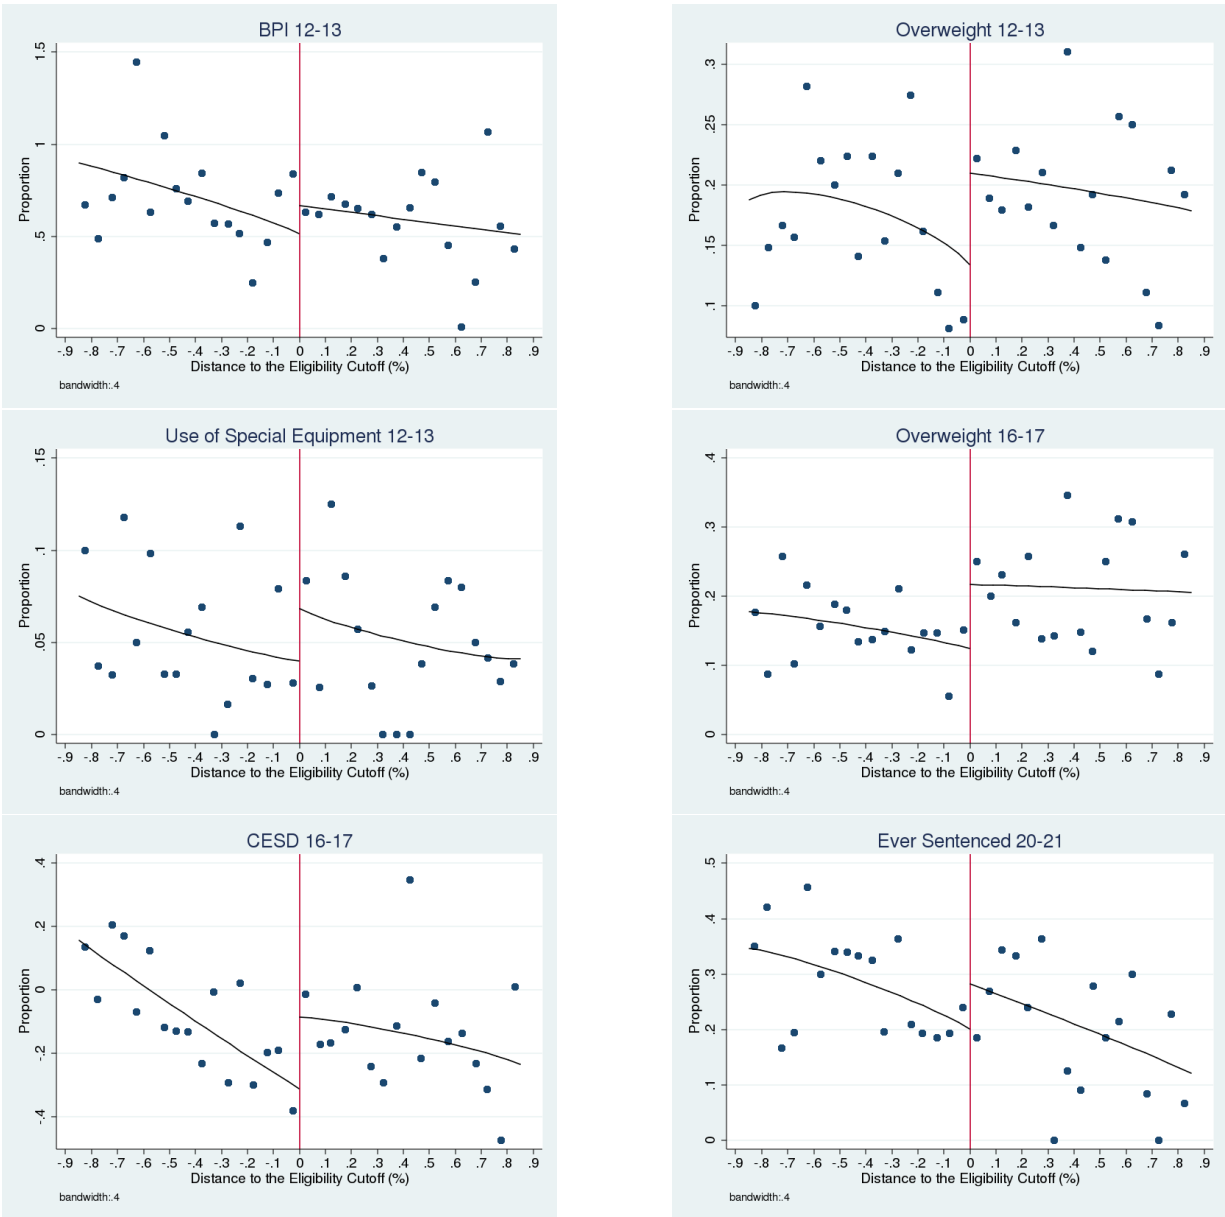 BPI 12-13
Proportion
1.5
1
.5
0
-.9 -.8 -.7 -.6 -.5 -.4 -.3 -.2 -.1 0 .1 .2 .3 .4 .5 .6 .7 .8 .9
Distance to the Eligibility Cutoff (%)
bandwidth:.4
Overweight 12-13
Proportion
.3
.25
.2
.15
.1
-.9 -.8 -.7 -.6 -.5 -.4 -.3 -.2 -.1 0 .1 .2 .3 .4 .5 .6 .7 .8 .9
Distance to the Eligibility Cutoff (%)
bandwidth:.4
Use of Special Equipment 12-13
Proportion
.15
.1
.05
0
-.9 -.8 -.7 -.6 -.5 -.4 -.3 -.2 -.1 0 .1 .2 .3 .4 .5 .6 .7 .8 .9
Distance to the Eligibility Cutoff (%)
bandwidth:.4
Overweight 16-17
Proportion
.4
.3
.2
.1
0
-.9 -.8 -.7 -.6 -.5 -.4 -.3 -.2 -.1 0 .1 .2 .3 .4 .5 .6 .7 .8 .9
Distance to the Eligibility Cutoff (%)
bandwidth:.4
CESD 16-17
Proportion
.4
.2
0
-.2
-.4
-.9 -.8 -.7 -.6 -.5 -.4 -.3 -.2 -.1 0 .1 .2 .3 .4 .5 .6 .7 .8 .9
Distance to the Eligibility Cutoff (%)
bandwidth:.4
Ever Sentenced 20-21
Proportion
.5
.4
.3
.2
.1
0
-.9 -.8 -.7 -.6 -.5 -.4 -.3 -.2 -.1 0 .1 .2 .3 .4 .5 .6 .7 .8 .9
Distance to the Eligibility Cutoff (%)
bandwidth:.4